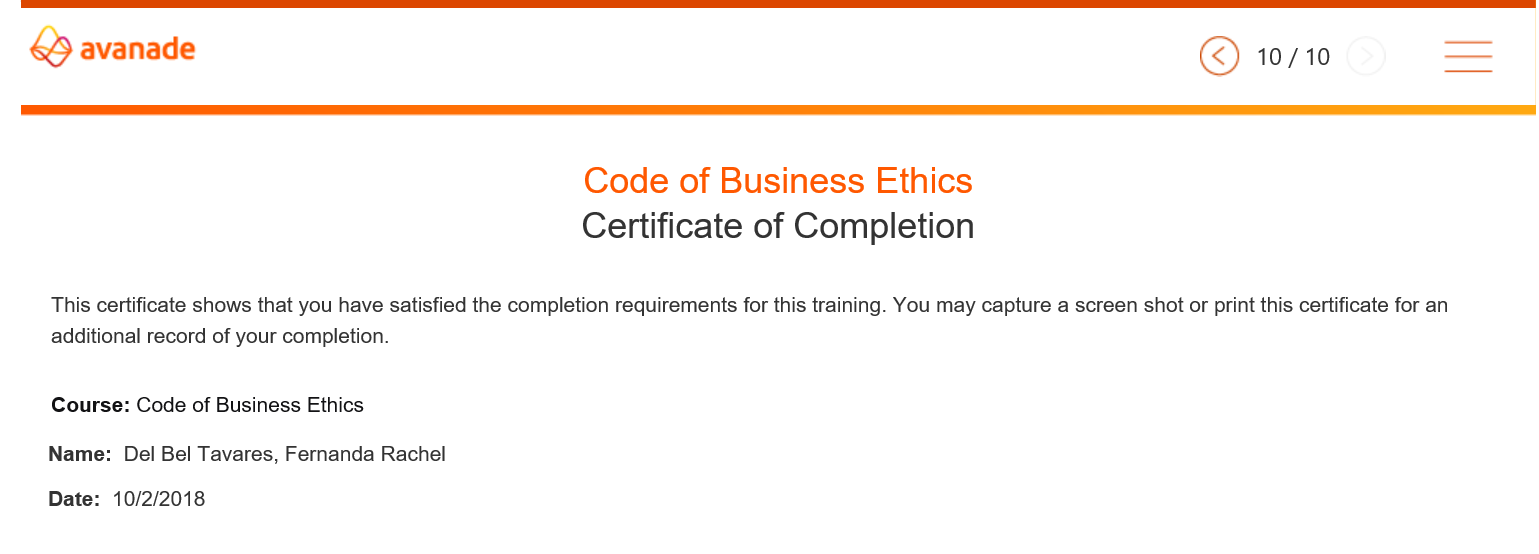 avanade
10 / 10
Code of Business Ethics
Certificate of Completion
This certificate shows that you have satisfied the completion requirements for this training. You may capture a screen shot or print this certificate for an
additional record of your completion.
Course: Code of Business Ethics
Name: Del Bel Tavares, Fernanda Rachel
Date: 10/2/2018